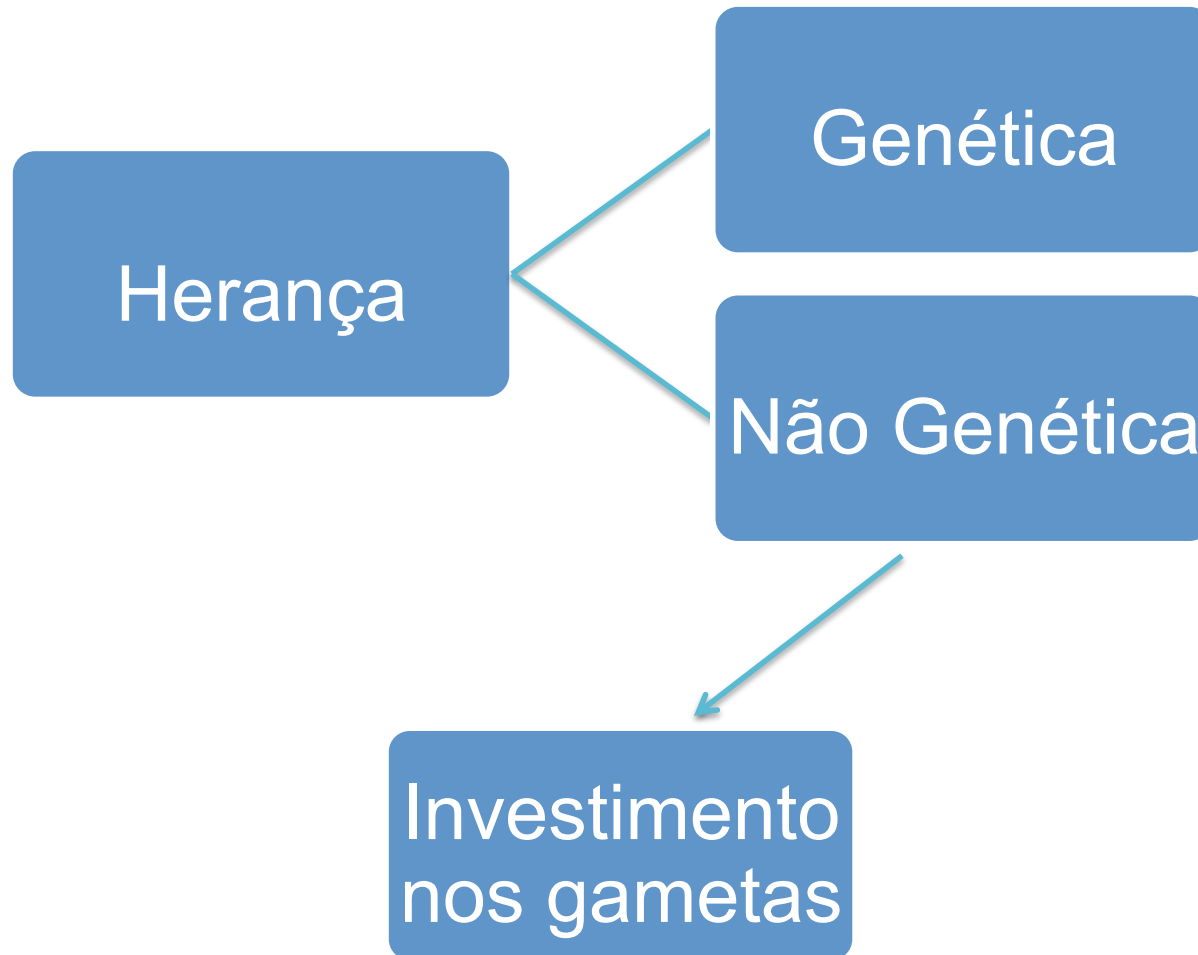 Genética
Herança
Não Genética
Investimento
nos gametas